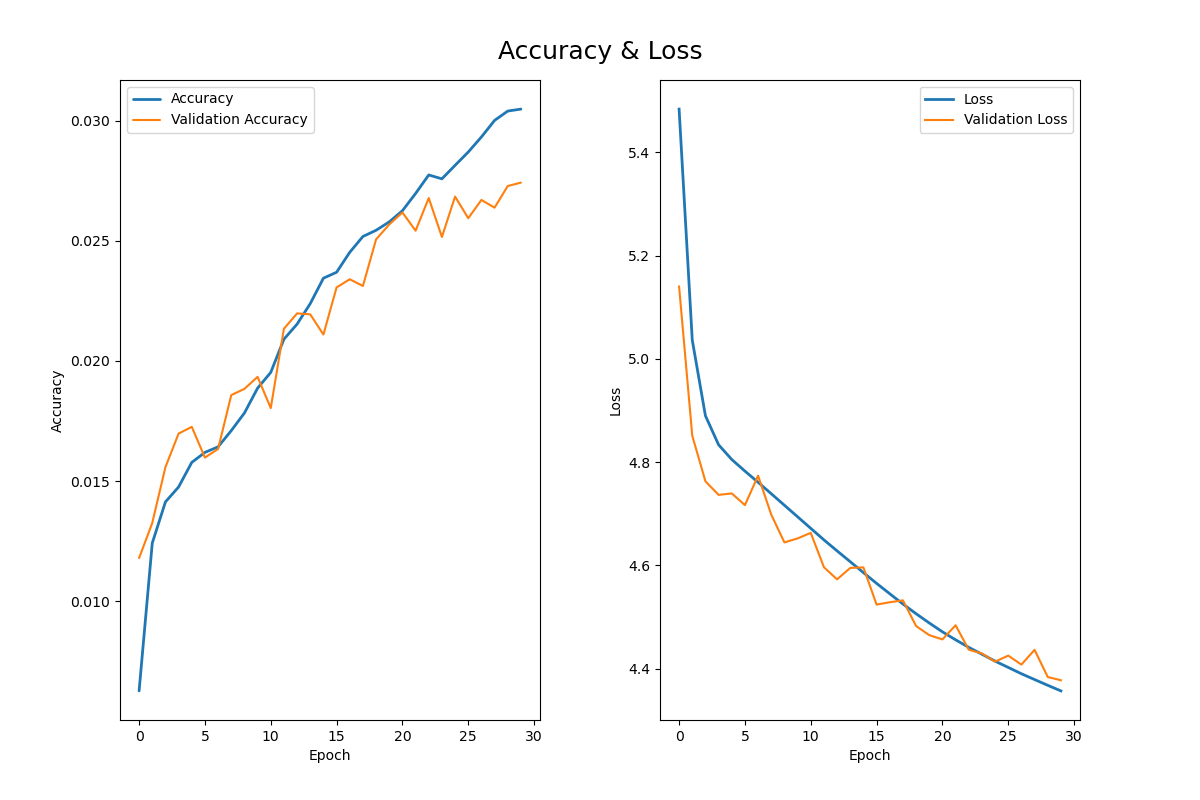 Accuracy & Loss
Accuracy
Validation Accuracy
0.030
0.025
0.020
0.015
0.010
Accuracy
0 5 10 15 20 25 30
Epoch
Loss
Validation Loss
5.4
5.2
5.0
4.8
4.6
4.4
Loss
0 5 10 15 20 25 30
Epoch